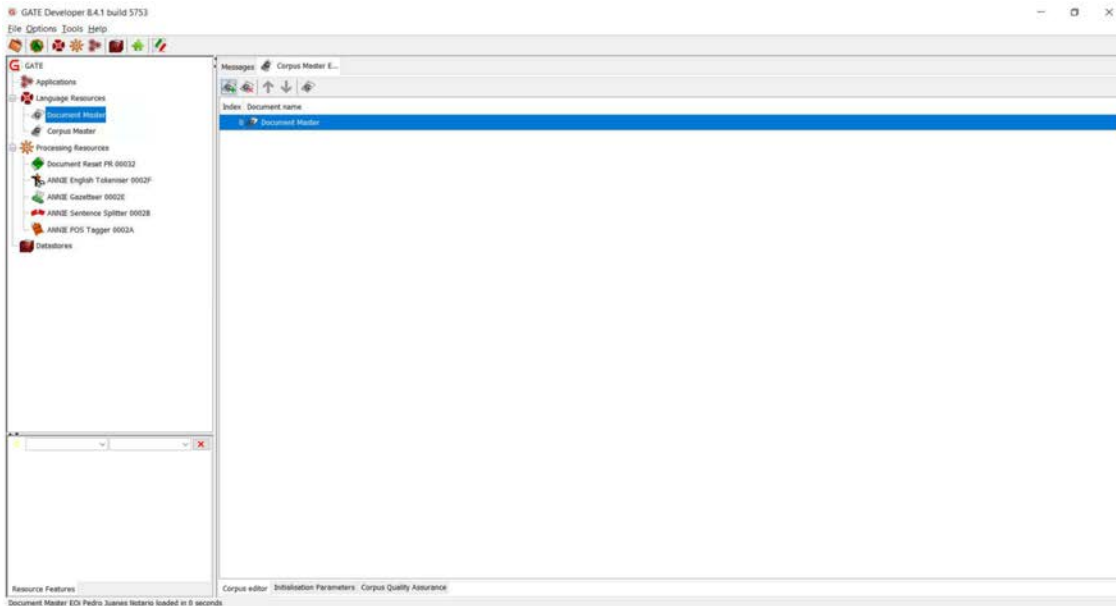 GATE Developer 8.4.1 build 5753
File Options Tools Help
GATE
Applications
Language Resources
Document Master
Corpus Master
Processing Resources
Document Reset PR 00032
ANNIE English Tokeniser 0002F
ANNIE Gazetteer 0002E
ANNIE Sentence Splitter 0002B
ANNIE POS Tagger 0002A
Datastores
Messages Corpus Master E...
Index Document name
0 Document Master
Resource Features
Corpus editor Initialisation Parameters Corpus Quality Assurance
Document Master EOI Pedro Juanes Notario loaded in 0 seconds